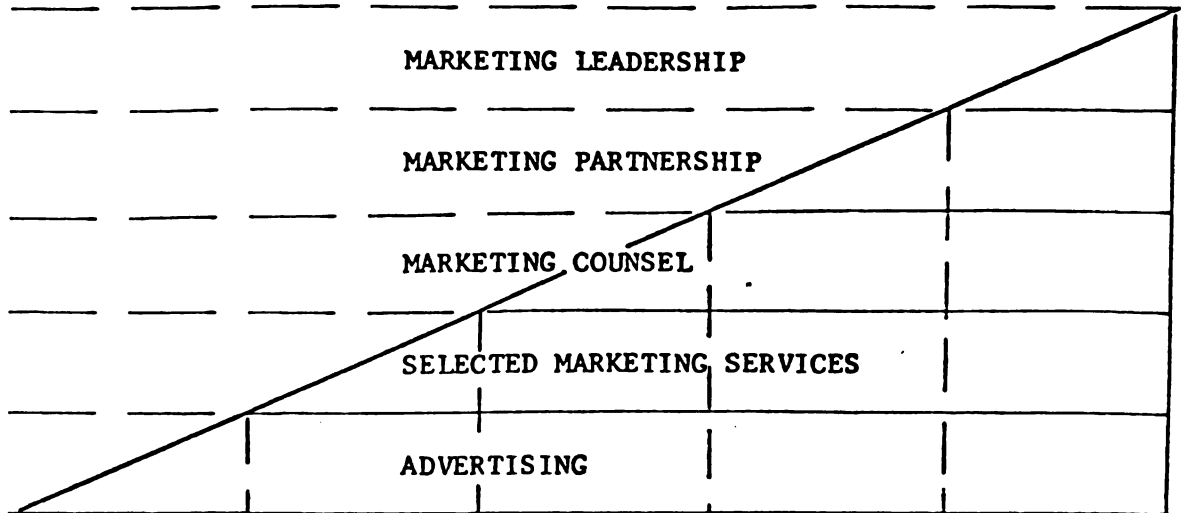 MARKETING LEADERSHIP
MARKETING PARTNERSHIP
MARKETING COUNSEL
SELECTED MARKETING SERVICES
ADVERTISING